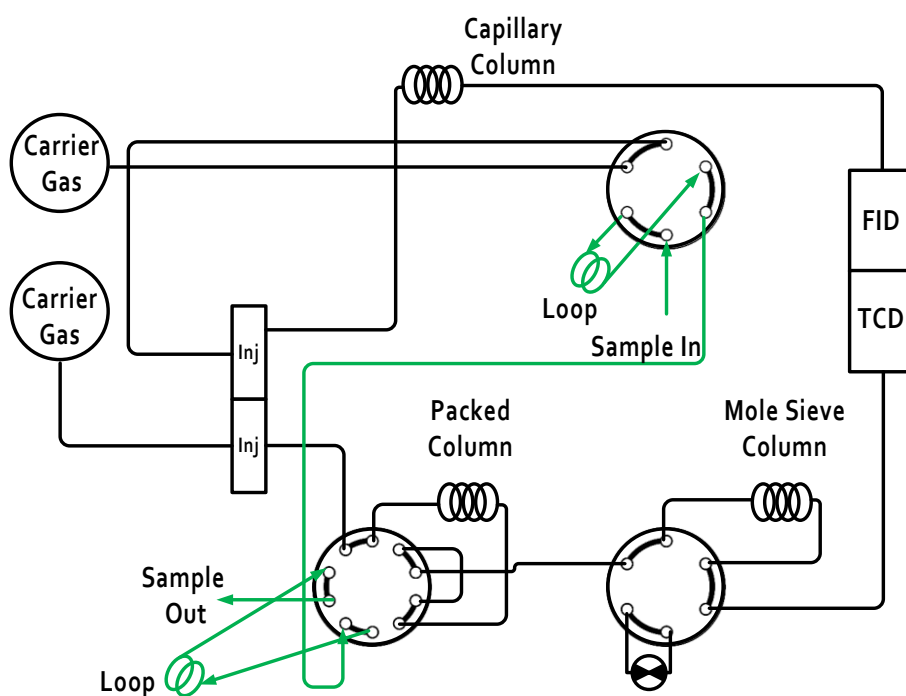 Capillary
Column
Carrier
Gas
FID
TCD
Carrier
Gas
Loop
Inj
Sample In
Inj
Packed
Column
Mole Sieve
Column
Sample
Out
Loop